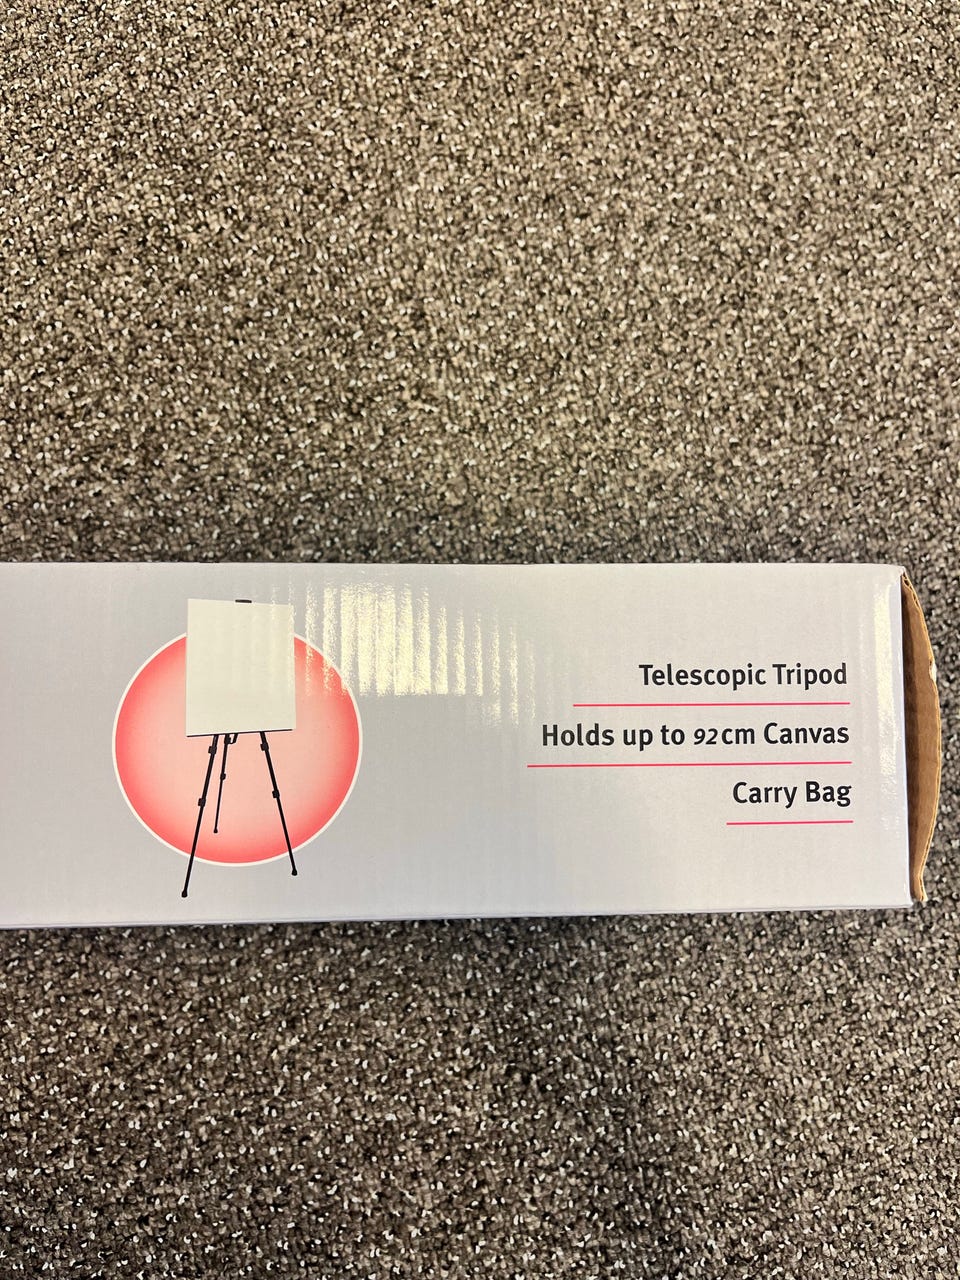 Telescopic Tripod
Holds up to 92cm Canvas
Carry Bag